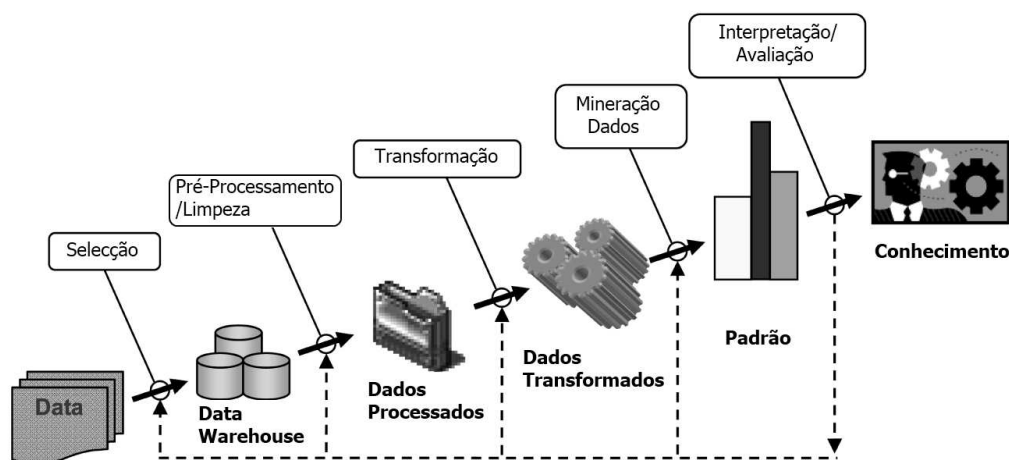 Interpretação/
Avaliação
Mineração
Dados
Transformação
Pré-Processamento
/Limpeza
Selecção
Conhecimento
Padrão
Dados
Transformados
Dados
Processados
Data
Warehouse
Data